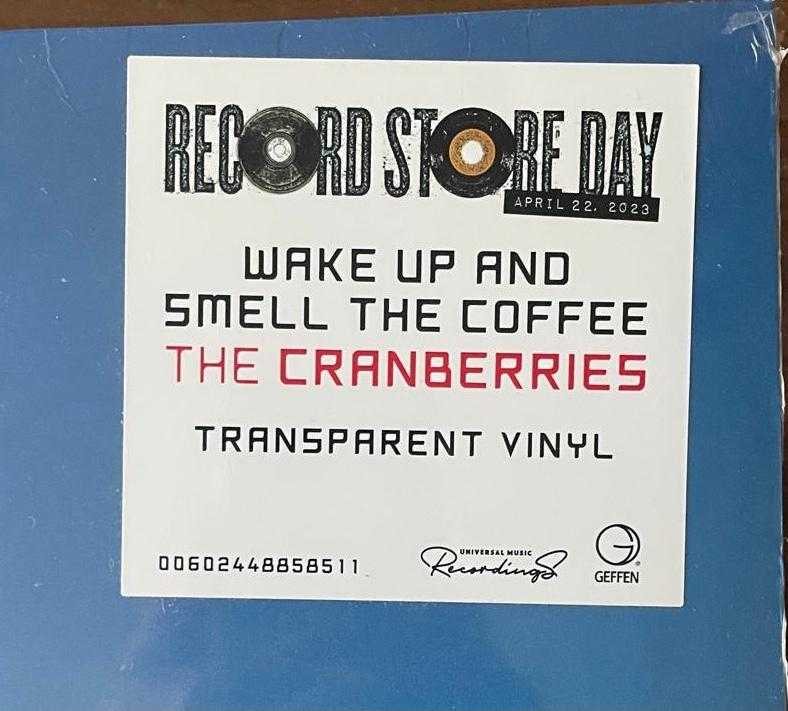 RECORD STORE DAY
APRIL 22, 2023
WAKE UP AND
SMELL THE COFFEE
THE CRANBERRIES
TRANSPARENT VINYL
00602448858511
UNIVERSAL MUSIC
Recordings
GEFFEN